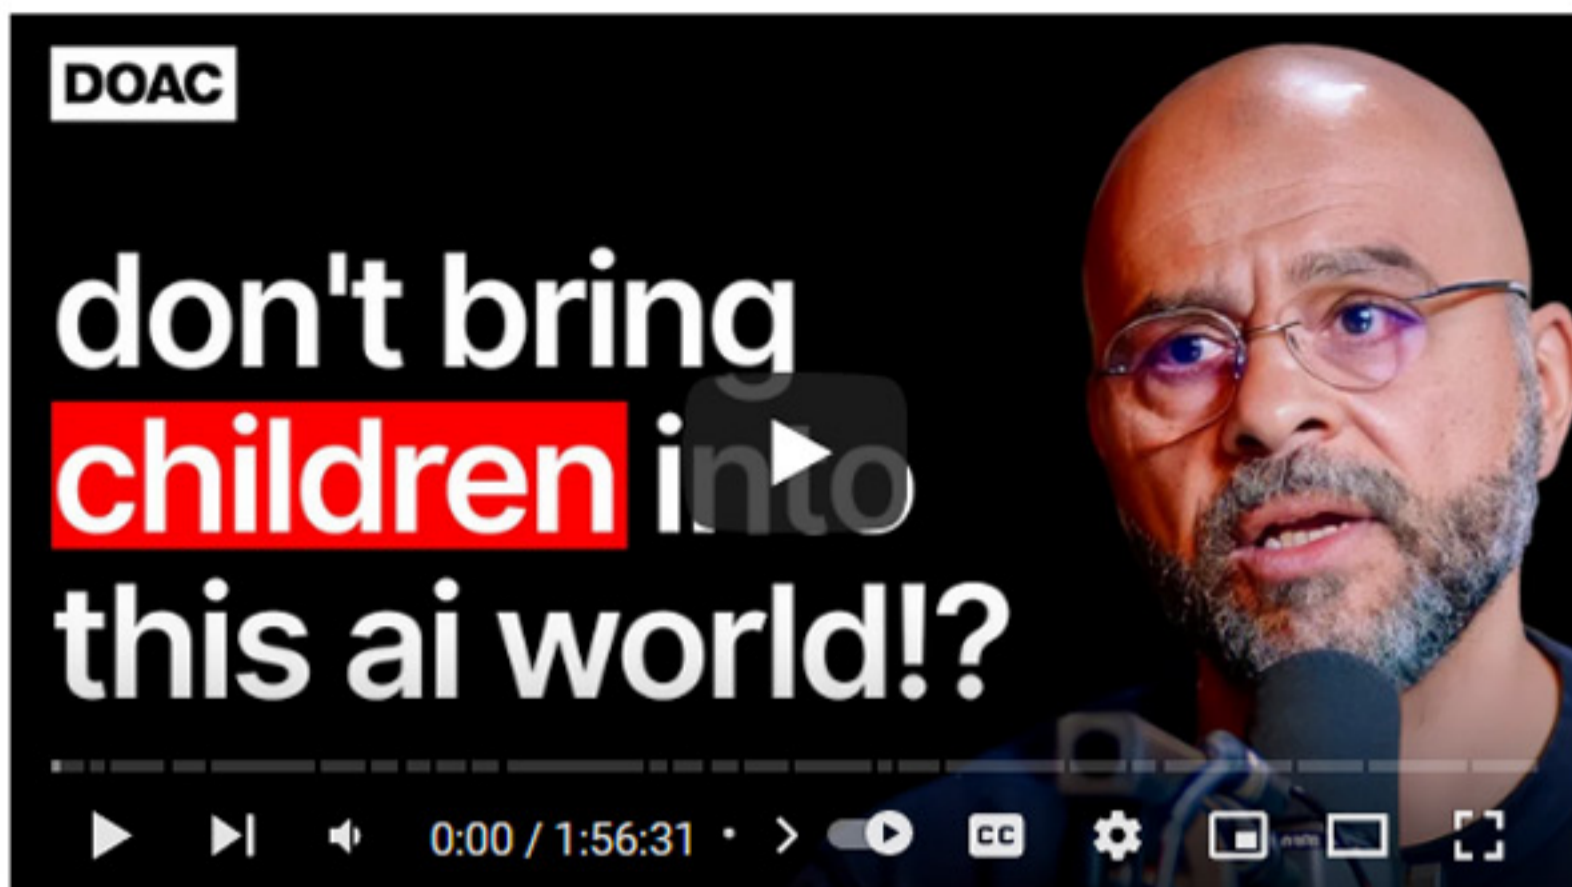 DOAC
don't bring
children into
this ai world!?
0:00 / 1:56:31
CC